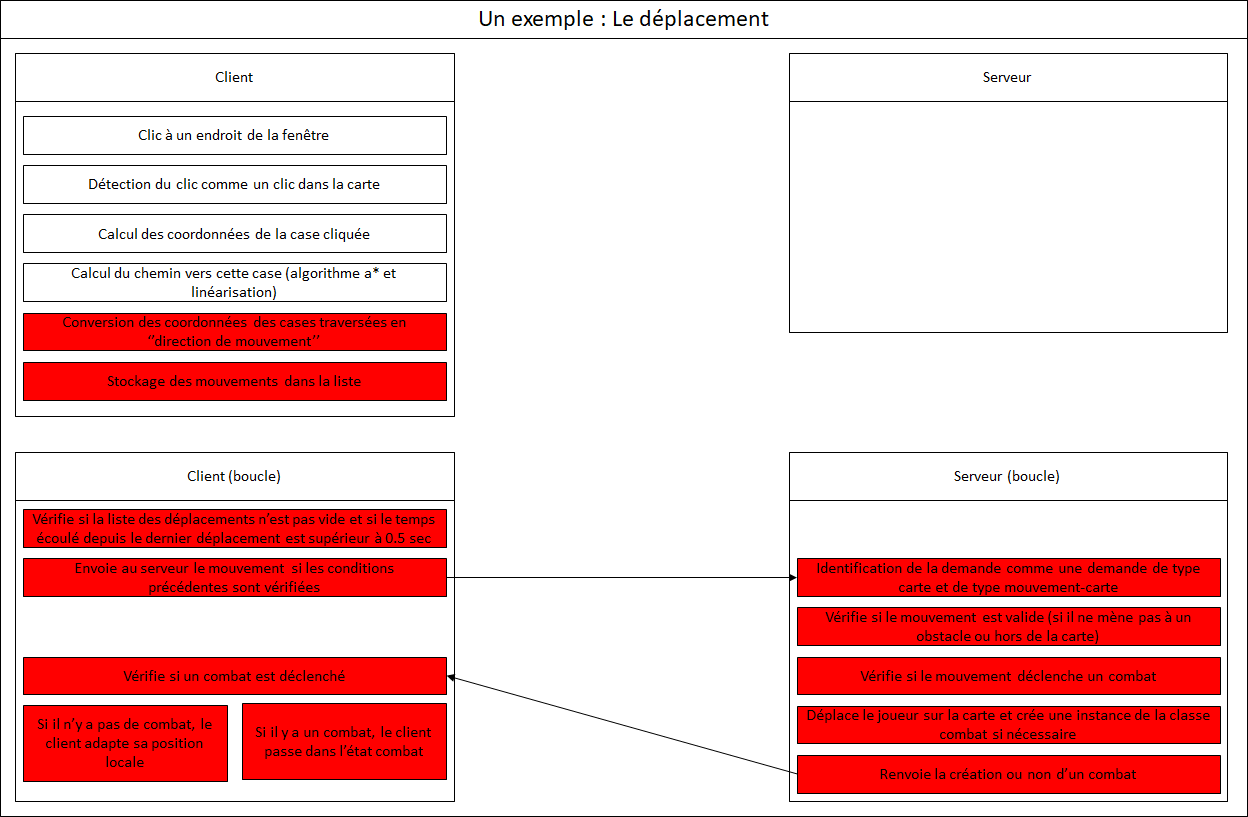 Un exemple : Le déplacement
Client
Clic à un endroit de la fenêtre
Détection du clic comme un clic dans la carte
Calcul des coordonnées de la case cliquée
Calcul du chemin vers cette case (algorithme a* et
linéarisation)
Conversion des coordonnées des cases traversées en
‘’direction de mouvement’’
Stockage des mouvements dans la liste
Serveur
Client (boucle)
Vérifie si la liste des déplacements n’est pas vide et si le temps
écoulé depuis le dernier déplacement est supérieur à 0.5 sec
Envoie au serveur le mouvement si les conditions
précédentes sont vérifiées
Vérifie si un combat est déclenché
Si il n’y a pas de combat, le
client adapte sa position
locale
Si il y a un combat, le client
passe dans l’état combat
Serveur (boucle)
Identification de la demande comme une demande de type
carte et de type mouvement-carte
Vérifie si le mouvement est valide (si il ne mène pas à un
obstacle ou hors de la carte)
Vérifie si le mouvement déclenche un combat
Déplace le joueur sur la carte et crée une instance de la classe
combat si nécessaire
Renvoie la création ou non d’un combat